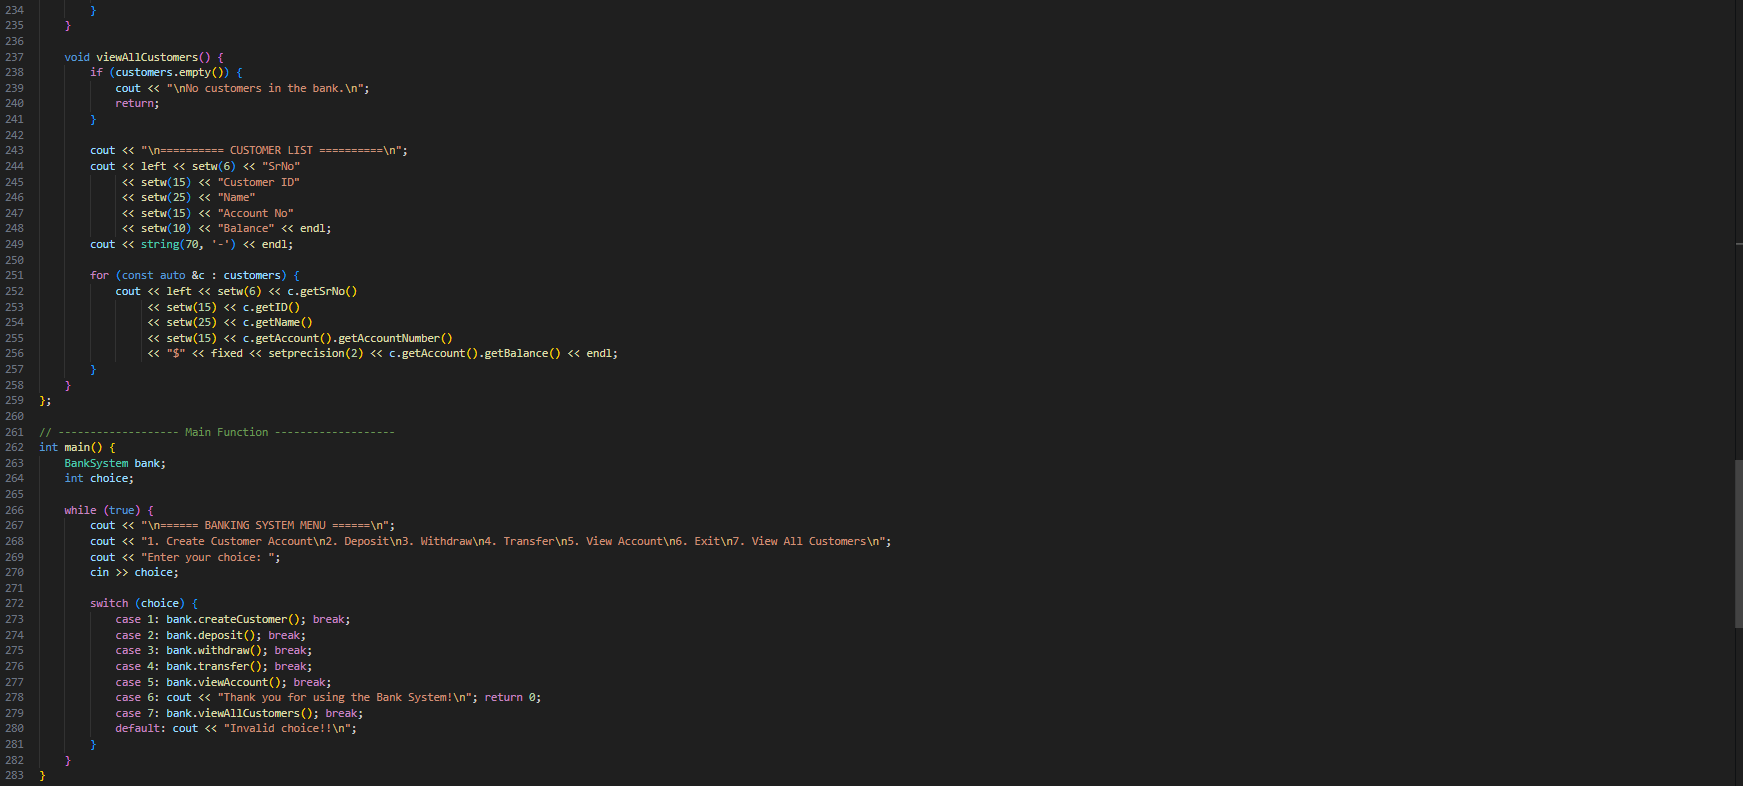 234         }
235     }
236
237     void viewAllCustomers() {
238         if (customers.empty()) {
239             cout << "\nNo customers in the bank.\n";
240             return;
241         }
242
243         cout << "\n========== CUSTOMER LIST ==========\n";
244         cout << left << setw(6) << "SrNo"
245              << setw(15) << "Customer ID"
246              << setw(25) << "Name"
247              << setw(15) << "Account No"
248              << setw(10) << "Balance" << endl;
249         cout << string(70, '-') << endl;
250
251         for (const auto &c : customers) {
252             cout << left << setw(6) << c.getSrNo()
253                  << setw(15) << c.getID()
254                  << setw(25) << c.getName()
255                  << setw(15) << c.getAccount().getAccountNumber()
256                  << "$" << fixed << setprecision(2) << c.getAccount().getBalance() << endl;
257         }
258     }
259 };
260
261 // ------------------- Main Function -------------------
262 int main() {
263     BankSystem bank;
264     int choice;
265
266     while (true) {
267         cout << "\n====== BANKING SYSTEM MENU ======\n";
268         cout << "1. Create Customer Account\n2. Deposit\n3. Withdraw\n4. Transfer\n5. View Account\n6. Exit\n7. View All Customers\n";
269         cout << "Enter your choice: ";
270         cin >> choice;
271
272         switch (choice) {
273             case 1: bank.createCustomer(); break;
274             case 2: bank.deposit(); break;
275             case 3: bank.withdraw(); break;
276             case 4: bank.transfer(); break;
277             case 5: bank.viewAccount(); break;
278             case 6: cout << "Thank you for using the Bank System!\n"; return 0;
279             case 7: bank.viewAllCustomers(); break;
280             default: cout << "Invalid choice!!\n";
281         }
282     }
283 }